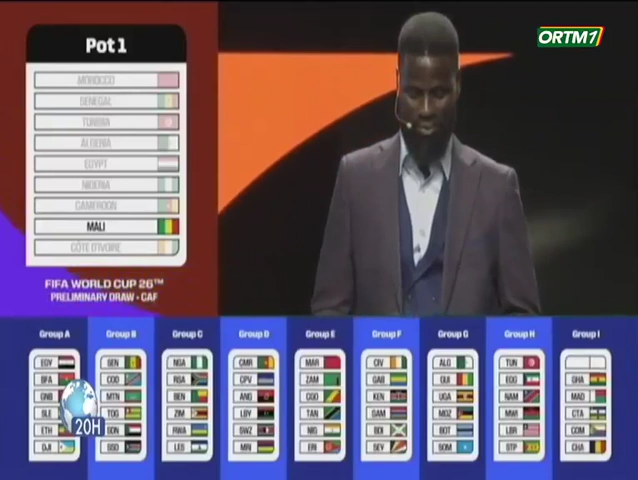 Pot 1
MOROCCO
SENEGAL
TUNISIA
ALGERIA
EGYPT
NIGERIA
CAMEROON
MALI
CÔTE D'IVOIRE
FIFA WORLD CUP 26™
PRELIMINARY DRAW - CAF
ORTM1
Group A
EGY
BFA
GNB
SLE
ETH
DJI
Group B
SEN
COD
MTN
TOG
SDN
SSD
Group C
NGA
RSA
BEN
ZIM
RWA
LES
Group D
CMR
CPV
ANG
LBY
SWZ
MRI
Group E
MAR
ZAM
CGO
TAN
NIG
ERI
Group F
CIV
GAB
KEN
GAM
BDI
SEY
Group G
ALG
GUI
UGA
MOZ
BOT
SOM
Group H
TUN
EQG
NAM
MWI
LBR
STP
Group I
GHA
MAD
CTA
COM
CHA
20H